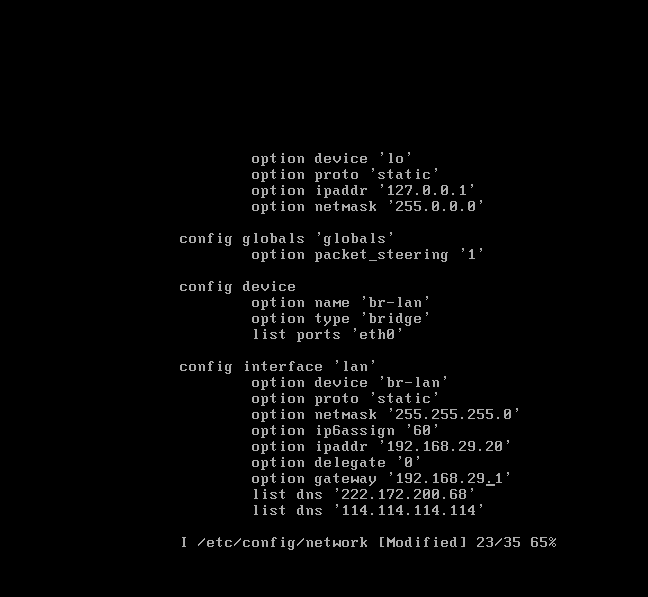 option device 'lo'
option proto 'static'
option ipaddr '127.0.0.1'
option netmask '255.0.0.0'
config globals 'globals'
option packet_steering '1'
config device
option name 'br-lan'
option type 'bridge'
list ports 'eth0'
config interface 'lan'
option device 'br-lan'
option proto 'static'
option netmask '255.255.255.0'
option ip6assign '60'
option ipaddr '192.168.29.20'
option delegate '0'
option gateway '192.168.29.1'
list dns '222.172.200.68'
list dns '114.114.114.114'
I /etc/config/network [Modified] 23/35 65%